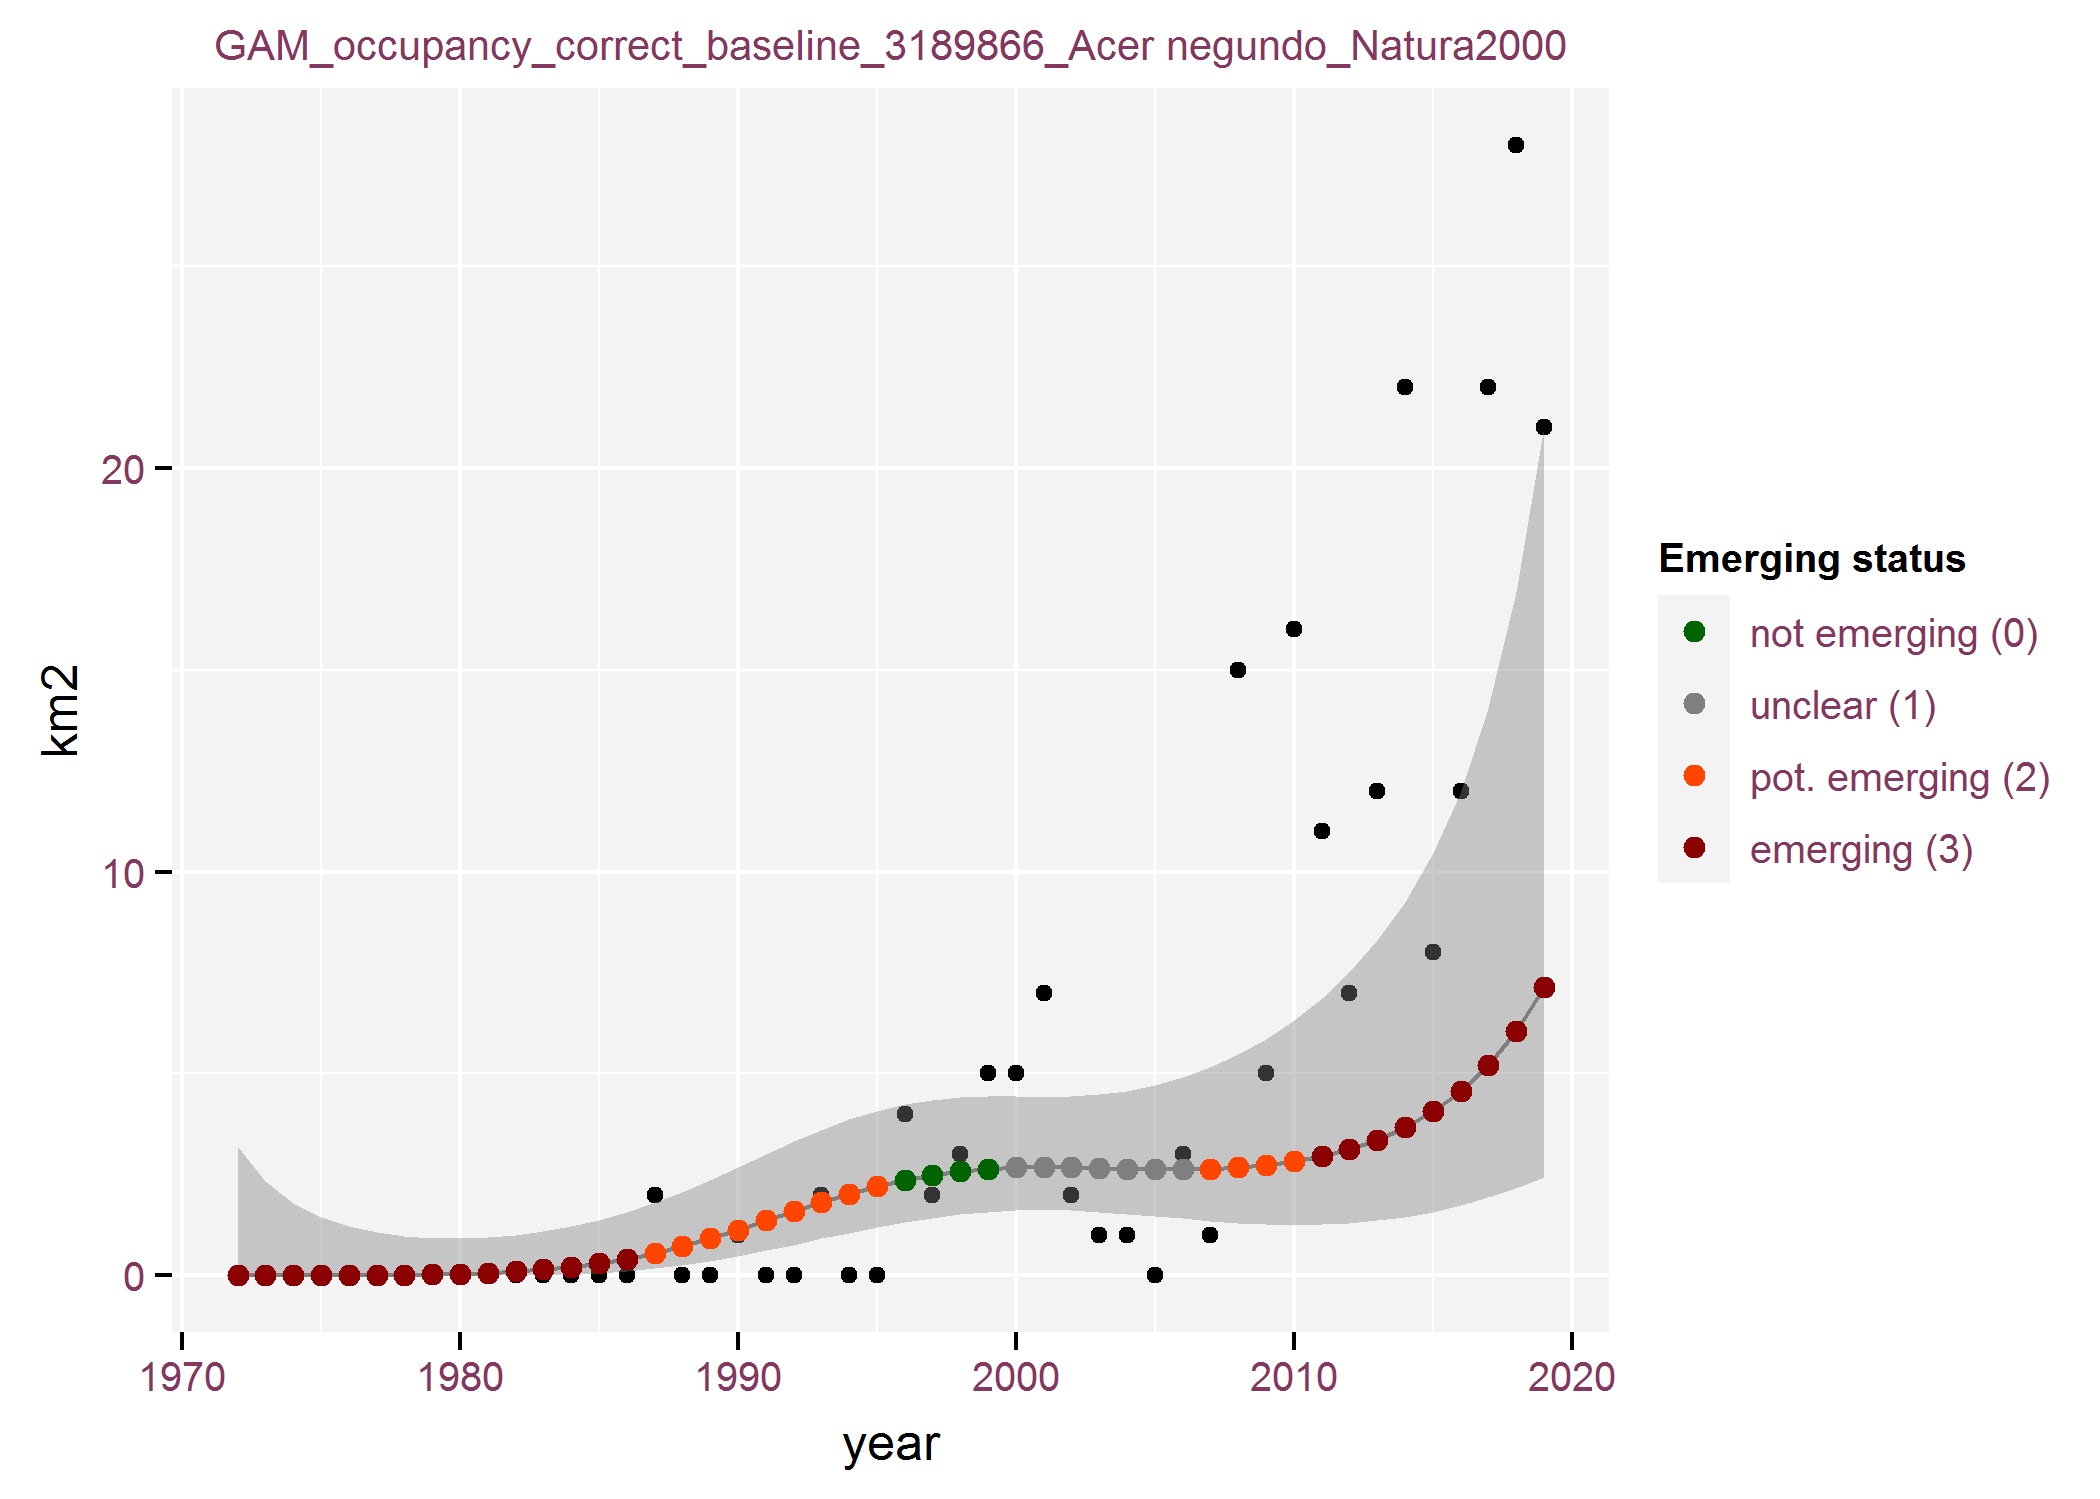 GAM_occupancy_correct_baseline_3189866_Acer negundo_Natura2000
km2
20
10
0
1970 1980 1990 2000 2010 2020
year
Emerging status
not emerging (0)
unclear (1)
pot. emerging (2)
emerging (3)